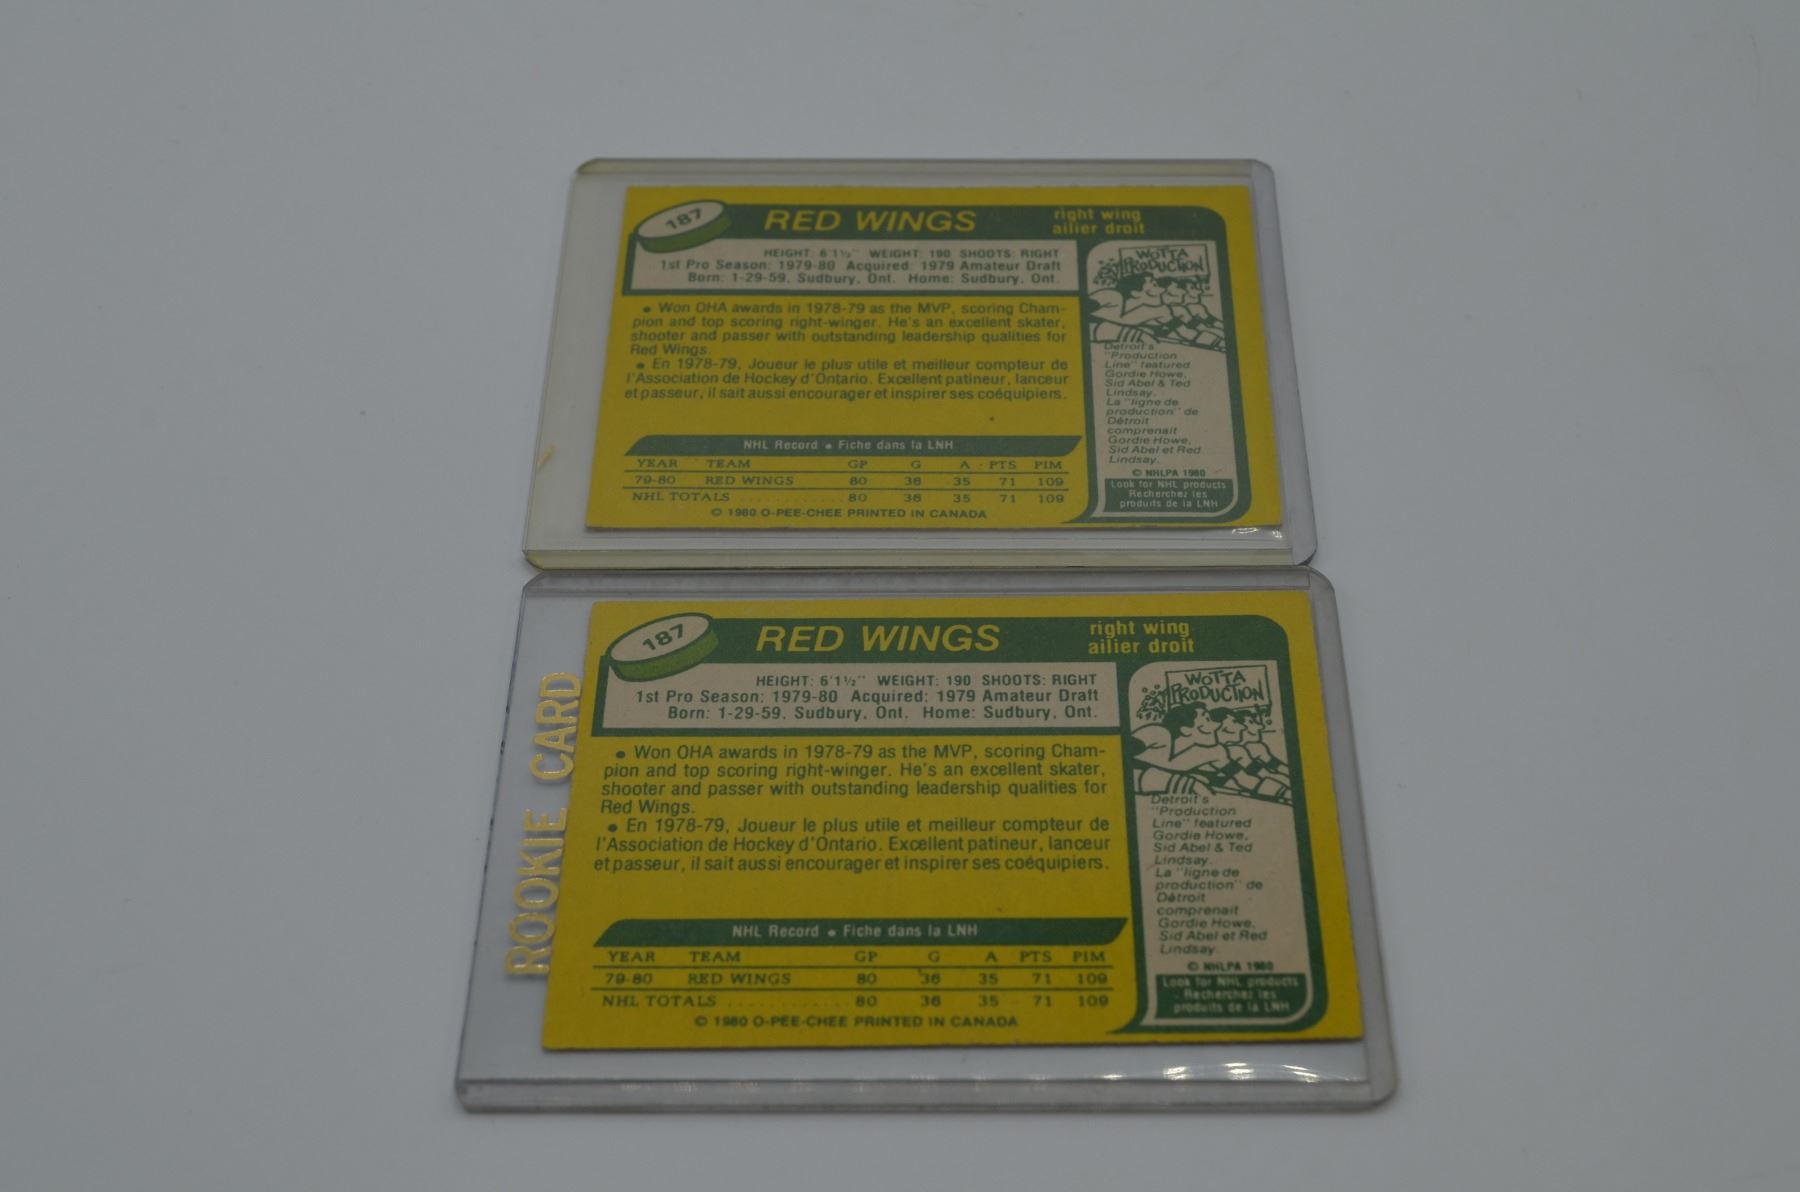 187
RED WINGS
right wing
ailier droit
HEIGHT: 6'1½" WEIGHT: 190 SHOOTS: RIGHT
1st Pro Season: 1979-80 Acquired: 1979 Amateur Draft
Born: 1-29-59, Sudbury, Ont. Home: Sudbury, Ont.
• Won OHA awards in 1978-79 as the MVP, scoring Cham-
pion and top scoring right-winger. He's an excellent skater,
shooter and passer with outstanding leadership qualities for
Red Wings.
• En 1978-79, Joueur le plus utile et meilleur compteur de
l'Association de Hockey d'Ontario. Excellent patineur, lanceur
et passeur, il sait aussi encourager et inspirer ses coéquipiers.
NHL Record • Fiche dans la LNH
YEAR TEAM GP G A PTS PIM
79-80 RED WINGS 80 36 35 71 109
NHL TOTALS ............ 80 36 35 71 109
© 1980 O-PEE-CHEE PRINTED IN CANADA
WOTTA
PRODUCTION
Detroit's
"Production
Line" featured
Gordie Howe,
Sid Abel & Ted
Lindsay.
La "ligne de
production" de
Détroit
comprenait
Gordie Howe,
Sid Abel et Red
Lindsay.
© NHLPA 1980
Look for NHL products
Recherchez les
produits de la LNH
ROOKIE CARD
187
RED WINGS
right wing
ailier droit
HEIGHT: 6'1½" WEIGHT: 190 SHOOTS: RIGHT
1st Pro Season: 1979-80 Acquired: 1979 Amateur Draft
Born: 1-29-59, Sudbury, Ont. Home: Sudbury, Ont.
• Won OHA awards in 1978-79 as the MVP, scoring Cham-
pion and top scoring right-winger. He's an excellent skater,
shooter and passer with outstanding leadership qualities for
Red Wings.
• En 1978-79, Joueur le plus utile et meilleur compteur de
l'Association de Hockey d'Ontario. Excellent patineur, lanceur
et passeur, il sait aussi encourager et inspirer ses coéquipiers.
NHL Record • Fiche dans la LNH
YEAR TEAM GP G A PTS PIM
79-80 RED WINGS 80 36 35 71 109
NHL TOTALS ............ 80 36 35 71 109
© 1980 O-PEE-CHEE PRINTED IN CANADA
WOTTA
PRODUCTION
Detroit's
"Production
Line" featured
Gordie Howe,
Sid Abel & Ted
Lindsay.
La "ligne de
production" de
Détroit
comprenait
Gordie Howe,
Sid Abel et Red
Lindsay.
© NHLPA 1980
Look for NHL products
Recherchez les
produits de la LNH